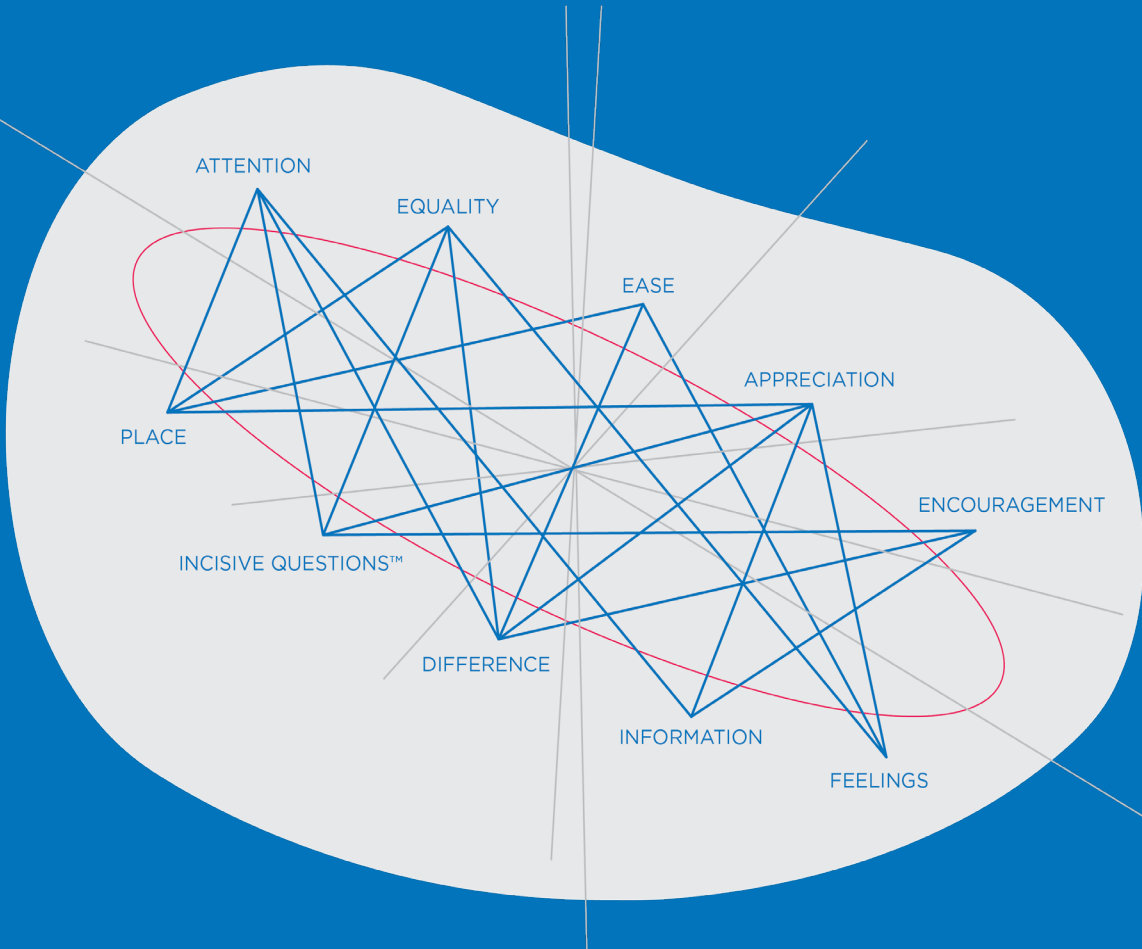 ATTENTION
EQUALITY
EASE
APPRECIATION
PLACE
ENCOURAGEMENT
INCISIVE QUESTIONS™
DIFFERENCE
INFORMATION
FEELINGS